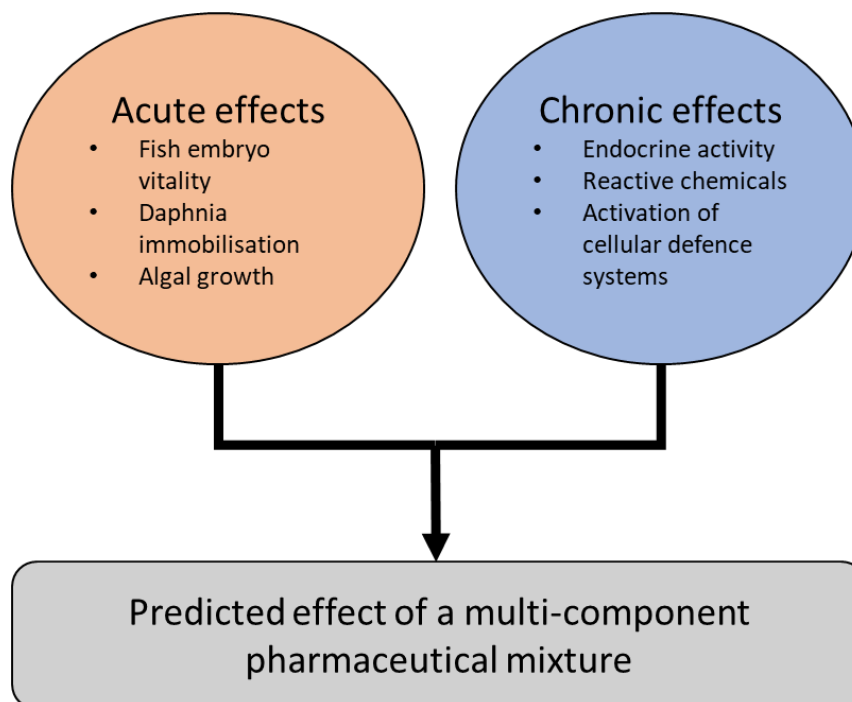 Acute effects
• Fish embryo
vitality
• Daphnia
immobilisation
• Algal growth
Chronic effects
• Endocrine activity
• Reactive chemicals
• Activation of
cellular defence
systems
Predicted effect of a multi-component
pharmaceutical mixture